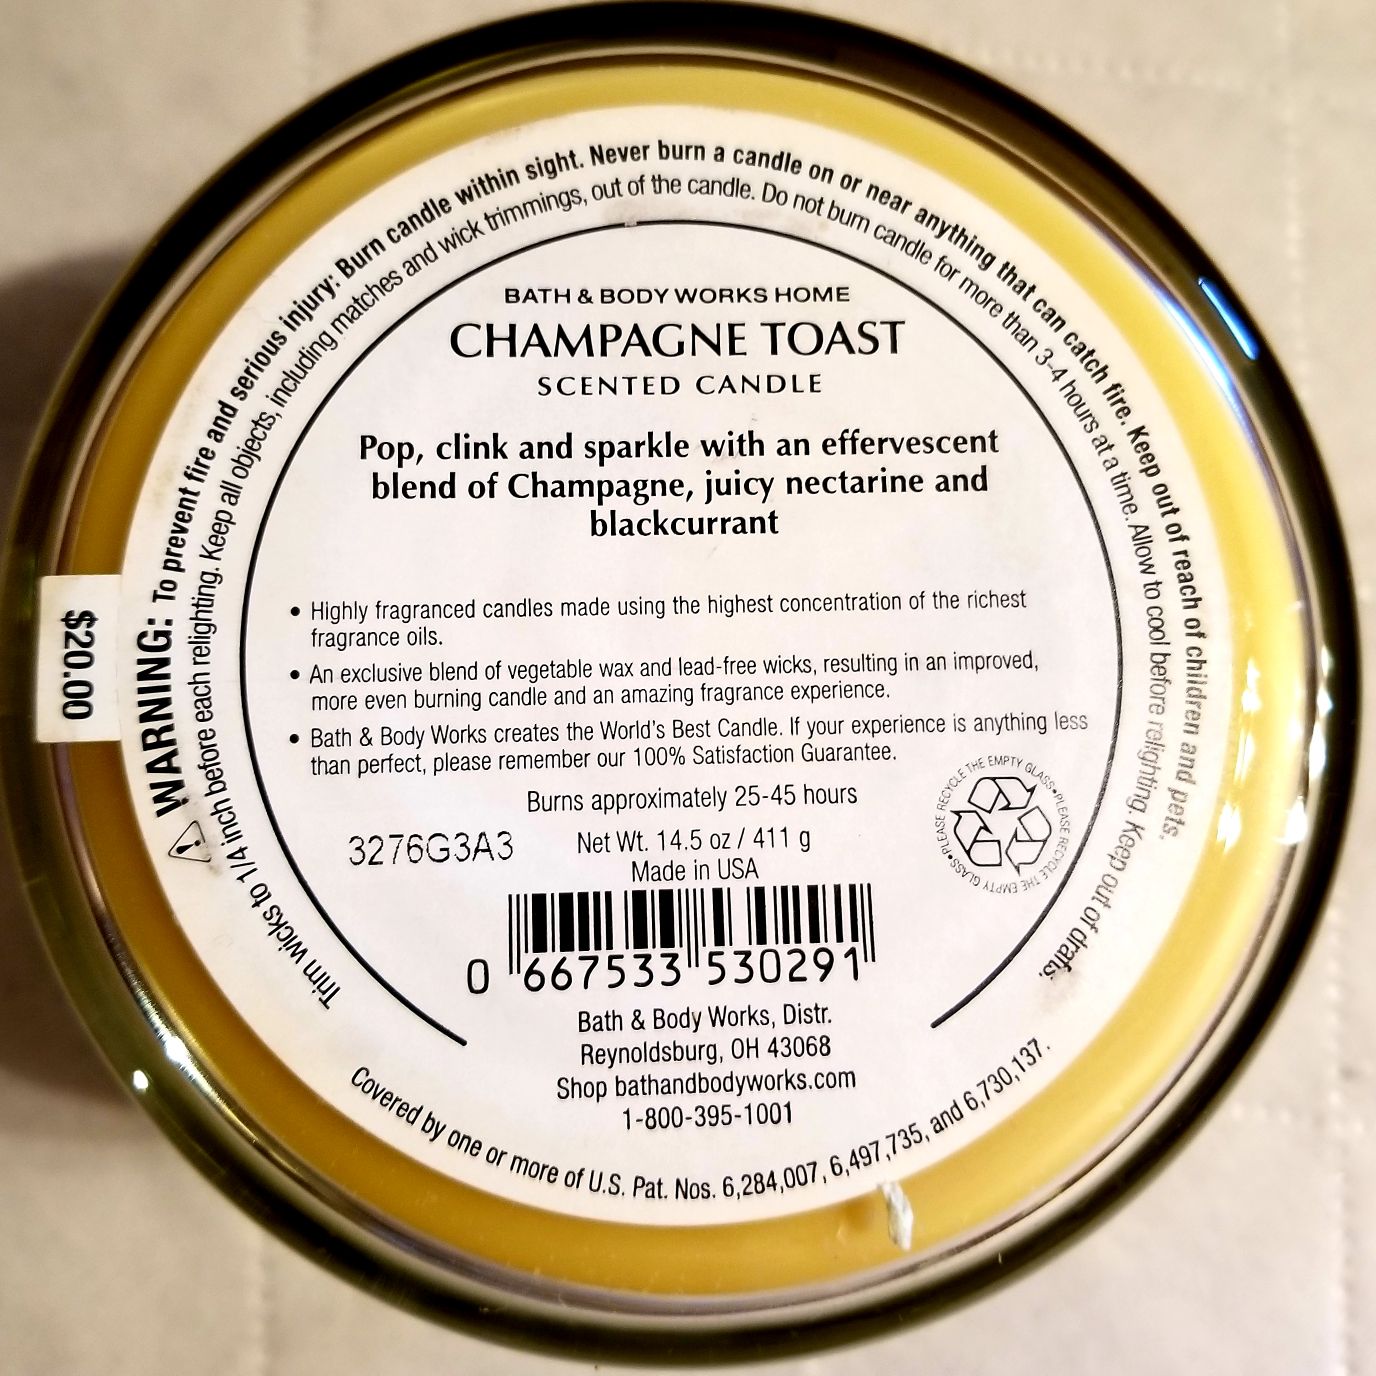 WARNING: To prevent fire and serious injury: Burn candle within sight. Never burn a candle on or near anything that can catch fire. Keep out of reach of children and pets.
Trim wicks to 1/4 inch before each relighting. Keep all objects, including matches and wick trimmings, out of the candle. Do not burn candle for more than 3-4 hours at a time. Allow to cool before relighting. Keep out of drafts.
BATH & BODY WORKS HOME
CHAMPAGNE TOAST
SCENTED CANDLE
Pop, clink and sparkle with an effervescent
blend of Champagne, juicy nectarine and
blackcurrant
• Highly fragranced candles made using the highest concentration of the richest
fragrance oils.
• An exclusive blend of vegetable wax and lead-free wicks, resulting in an improved,
more even burning candle and an amazing fragrance experience.
• Bath & Body Works creates the World's Best Candle. If your experience is anything less
than perfect, please remember our 100% Satisfaction Guarantee.
$20.00
Burns approximately 25-45 hours
3276G3A3
Net Wt. 14.5 oz / 411 g
Made in USA
PLEASE RECYCLE THE EMPTY GLASS•PLEASE RECYCLE THE EMPTY GLASS•
0 667533 530291
Bath & Body Works, Distr.
Reynoldsburg, OH 43068
Shop bathandbodyworks.com
1-800-395-1001
Covered by one or more of U.S. Pat. Nos. 6,284,007, 6,497,735, and 6,730,137.